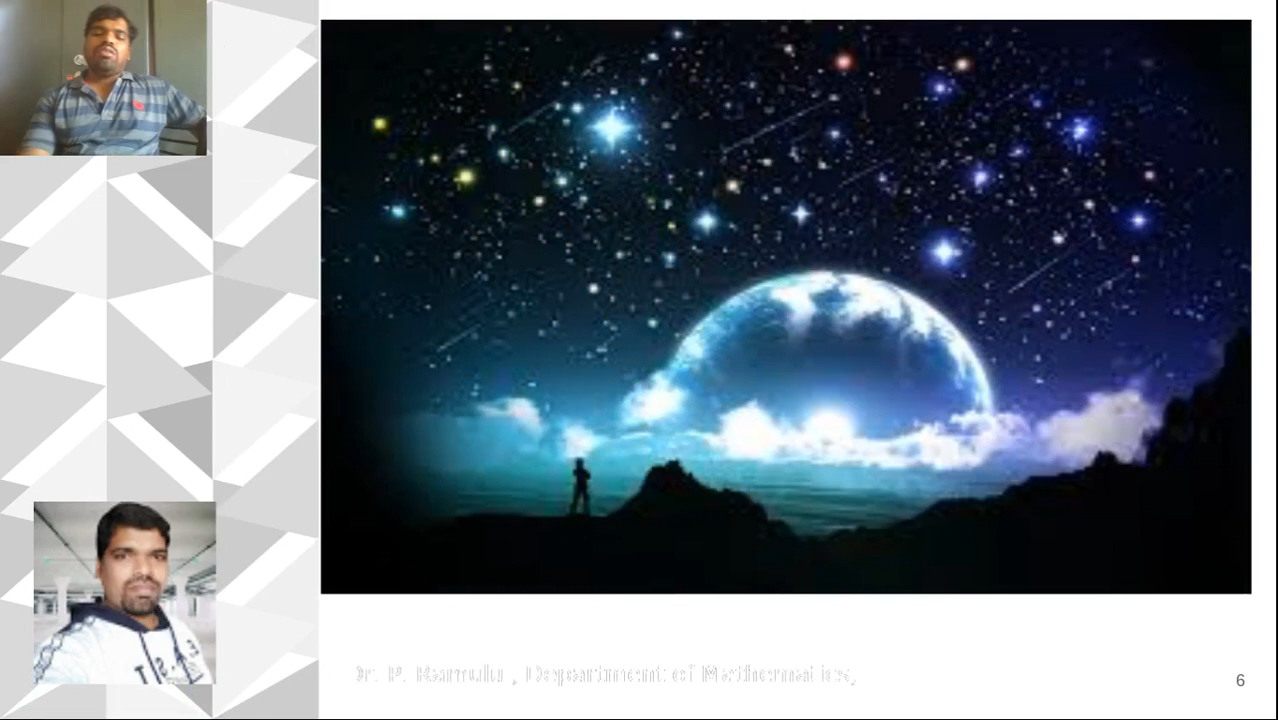 Dr. P. Ramulu , Department of Mathematics,
6